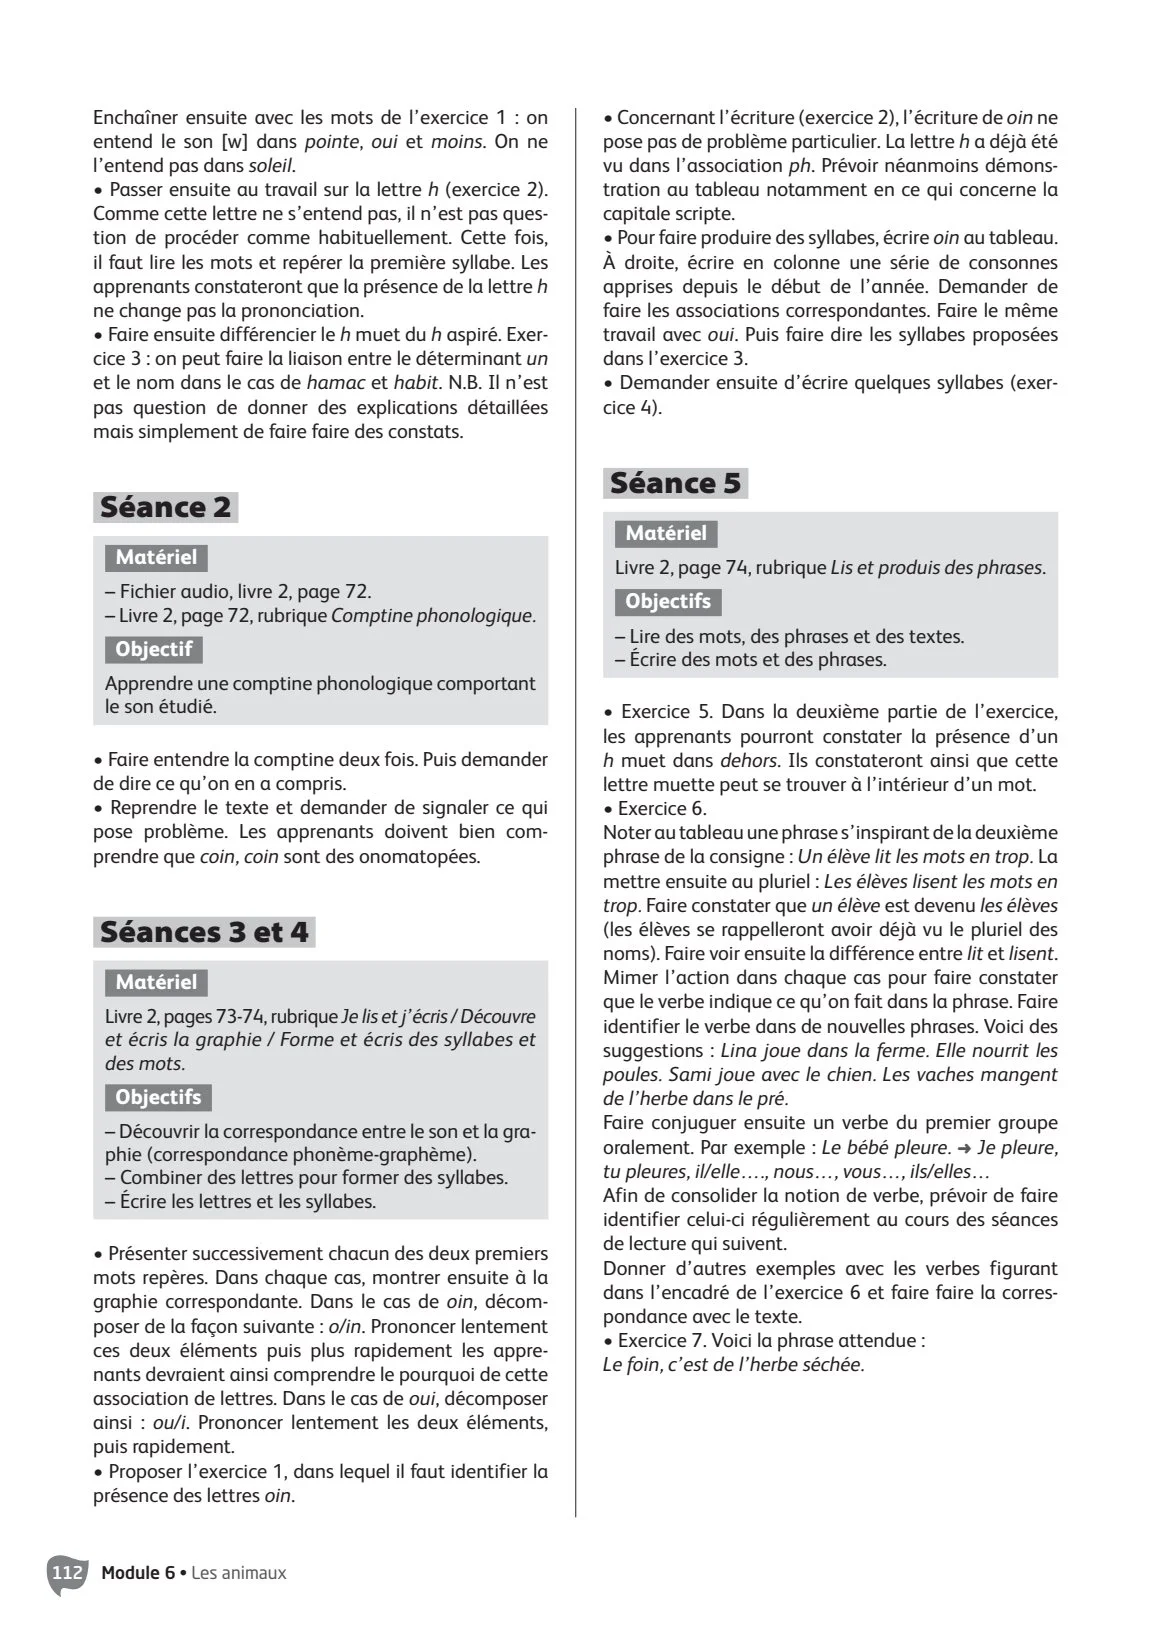 Enchaîner ensuite avec les mots de l’exercice 1 : on
entend le son [w] dans pointe, oui et moins. On ne
l’entend pas dans soleil.
• Passer ensuite au travail sur la lettre h (exercice 2).
Comme cette lettre ne s’entend pas, il n’est pas ques-
tion de procéder comme habituellement. Cette fois,
il faut lire les mots et repérer la première syllabe. Les
apprenants constateront que la présence de la lettre h
ne change pas la prononciation.
• Faire ensuite différencier le h muet du h aspiré. Exer-
cice 3 : on peut faire la liaison entre le déterminant un
et le nom dans le cas de hamac et habit. N.B. Il n’est
pas question de donner des explications détaillées
mais simplement de faire faire des constats.
Séance 2
Matériel
– Fichier audio, livre 2, page 72.
– Livre 2, page 72, rubrique Comptine phonologique.
Objectif
Apprendre une comptine phonologique comportant
le son étudié.
• Faire entendre la comptine deux fois. Puis demander
de dire ce qu’on en a compris.
• Reprendre le texte et demander de signaler ce qui
pose problème. Les apprenants doivent bien com-
prendre que coin, coin sont des onomatopées.
Séances 3 et 4
Matériel
Livre 2, pages 73-74, rubrique Je lis et j’écris / Découvre
et écris la graphie / Forme et écris des syllabes et
des mots.
Objectifs
– Découvrir la correspondance entre le son et la gra-
phie (correspondance phonème-graphème).
– Combiner des lettres pour former des syllabes.
– Écrire les lettres et les syllabes.
• Présenter successivement chacun des deux premiers
mots repères. Dans chaque cas, montrer ensuite à la
graphie correspondante. Dans le cas de oin, décom-
poser de la façon suivante : o/in. Prononcer lentement
ces deux éléments puis plus rapidement les appre-
nants devraient ainsi comprendre le pourquoi de cette
association de lettres. Dans le cas de oui, décomposer
ainsi : ou/i. Prononcer lentement les deux éléments,
puis rapidement.
• Proposer l’exercice 1, dans lequel il faut identifier la
présence des lettres oin.
• Concernant l’écriture (exercice 2), l’écriture de oin ne
pose pas de problème particulier. La lettre h a déjà été
vu dans l’association ph. Prévoir néanmoins démons-
tration au tableau notamment en ce qui concerne la
capitale scripte.
• Pour faire produire des syllabes, écrire oin au tableau.
À droite, écrire en colonne une série de consonnes
apprises depuis le début de l’année. Demander de
faire les associations correspondantes. Faire le même
travail avec oui. Puis faire dire les syllabes proposées
dans l’exercice 3.
• Demander ensuite d’écrire quelques syllabes (exer-
cice 4).
Séance 5
Matériel
Livre 2, page 74, rubrique Lis et produis des phrases.
Objectifs
– Lire des mots, des phrases et des textes.
– Écrire des mots et des phrases.
• Exercice 5. Dans la deuxième partie de l’exercice,
les apprenants pourront constater la présence d’un
h muet dans dehors. Ils constateront ainsi que cette
lettre muette peut se trouver à l’intérieur d’un mot.
• Exercice 6.
Noter au tableau une phrase s’inspirant de la deuxième
phrase de la consigne : Un élève lit les mots en trop. La
mettre ensuite au pluriel : Les élèves lisent les mots en
trop. Faire constater que un élève est devenu les élèves
(les élèves se rappelleront avoir déjà vu le pluriel des
noms). Faire voir ensuite la différence entre lit et lisent.
Mimer l’action dans chaque cas pour faire constater
que le verbe indique ce qu’on fait dans la phrase. Faire
identifier le verbe dans de nouvelles phrases. Voici des
suggestions : Lina joue dans la ferme. Elle nourrit les
poules. Sami joue avec le chien. Les vaches mangent
de l’herbe dans le pré.
Faire conjuguer ensuite un verbe du premier groupe
oralement. Par exemple : Le bébé pleure. ➜ Je pleure,
tu pleures, il/elle…., nous…, vous…, ils/elles…
Afin de consolider la notion de verbe, prévoir de faire
identifier celui-ci régulièrement au cours des séances
de lecture qui suivent.
Donner d’autres exemples avec les verbes figurant
dans l’encadré de l’exercice 6 et faire faire la corres-
pondance avec le texte.
• Exercice 7. Voici la phrase attendue :
Le foin, c’est de l’herbe séchée.
112 Module 6 • Les animaux